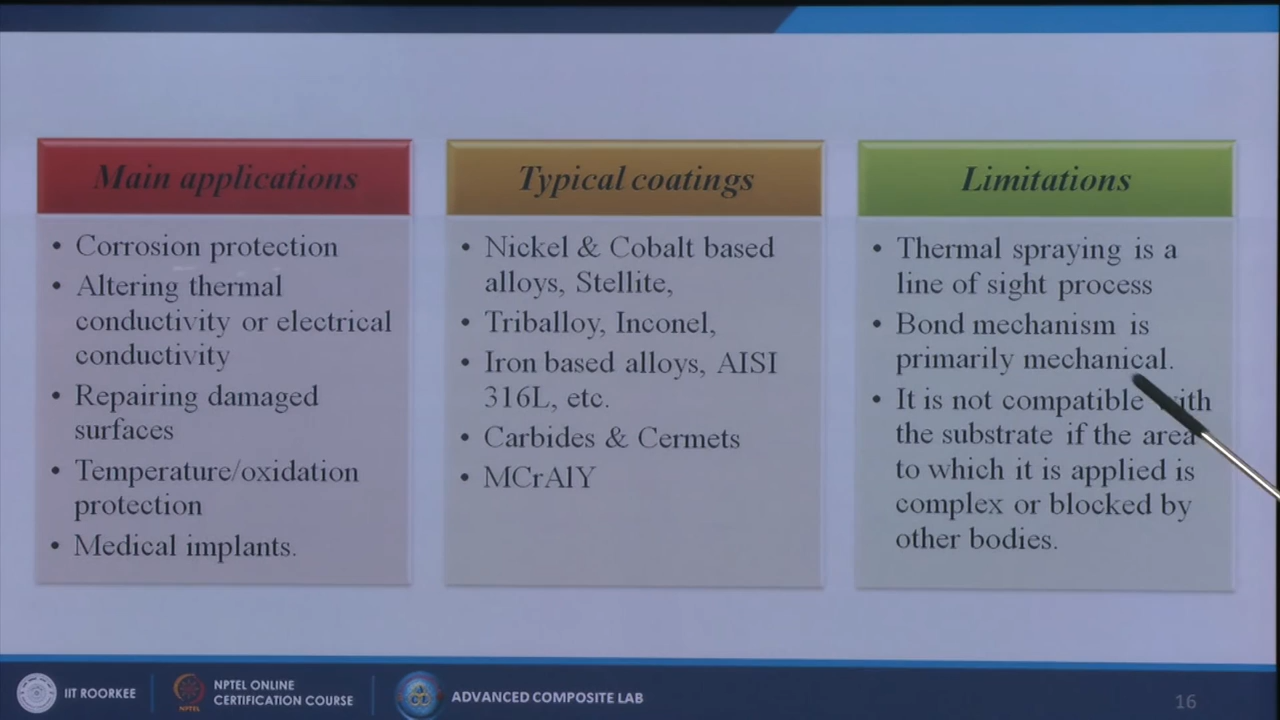 Main applications
• Corrosion protection
• Altering thermal
conductivity or electrical
conductivity
• Repairing damaged
surfaces
• Temperature/oxidation
protection
• Medical implants.
Typical coatings
• Nickel & Cobalt based
alloys, Stellite,
• Triballoy, Inconel,
• Iron based alloys, AISI
316L, etc.
• Carbides & Cermets
• MCrAlY
Limitations
• Thermal spraying is a
line of sight process
• Bond mechanism is
primarily mechanical.
• It is not compatible with
the substrate if the area
to which it is applied is
complex or blocked by
other bodies.
IIT ROORKEE
NPTEL
NPTEL ONLINE
CERTIFICATION COURSE
ADVANCED COMPOSITE LAB
16